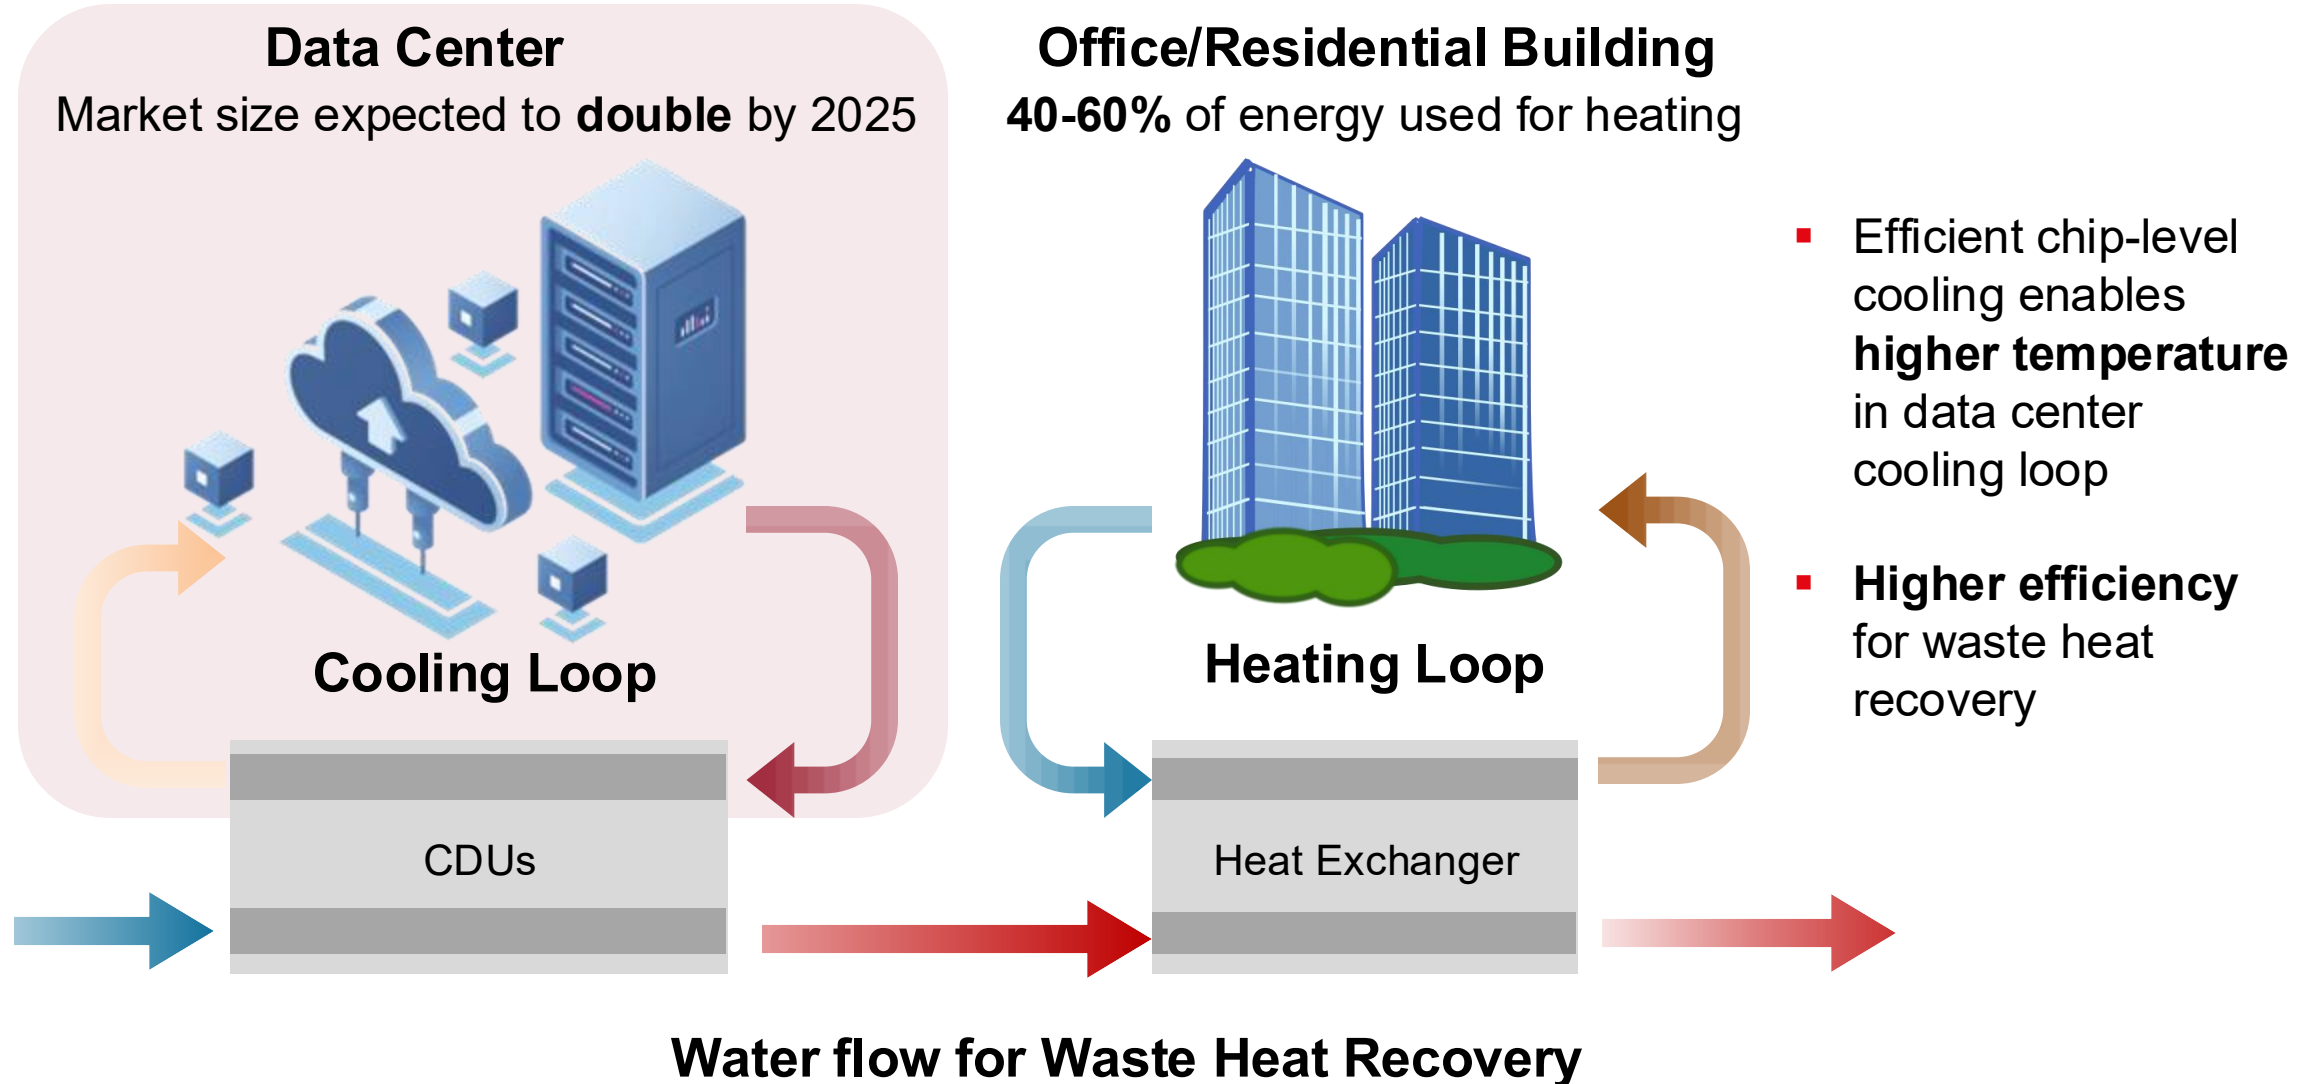 Data Center
Market size expected to double by 2025
Cooling Loop
CDUs
Office/Residential Building
40-60% of energy used for heating
Heating Loop
Heat Exchanger
▪ Efficient chip-level
cooling enables
higher temperature
in data center
cooling loop
▪ Higher efficiency
for waste heat
recovery
Water flow for Waste Heat Recovery